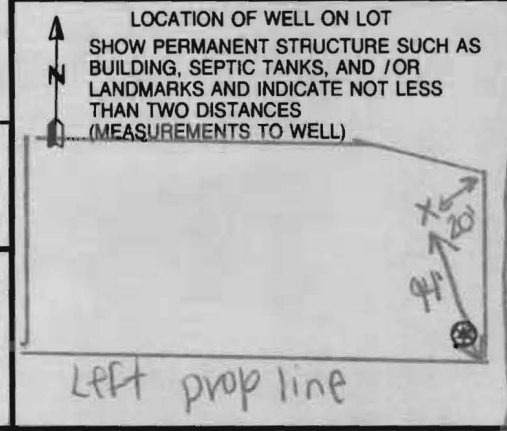 LOCATION OF WELL ON LOT
SHOW PERMANENT STRUCTURE SUCH AS
BUILDING, SEPTIC TANKS, AND /OR
LANDMARKS AND INDICATE NOT LESS
THAN TWO DISTANCES
(MEASUREMENTS TO WELL)
N
X
20'
94'
Left prop line